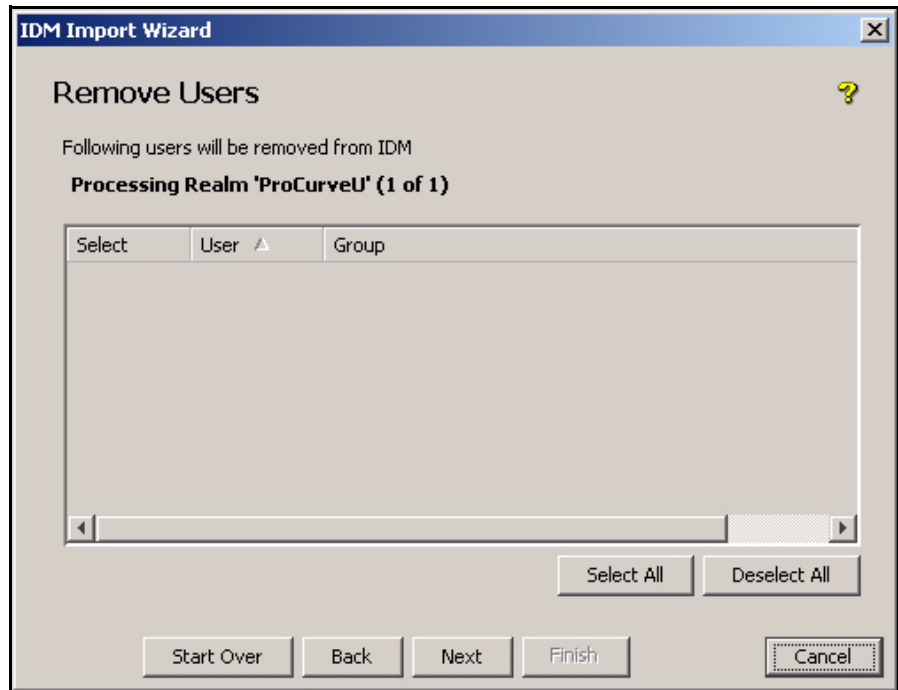 IDM Import Wizard
Remove Users
Following users will be removed from IDM
Processing Realm 'ProCurveU' (1 of 1)
Select User Group
Select All Deselect All
Start Over Back Next Finish Cancel